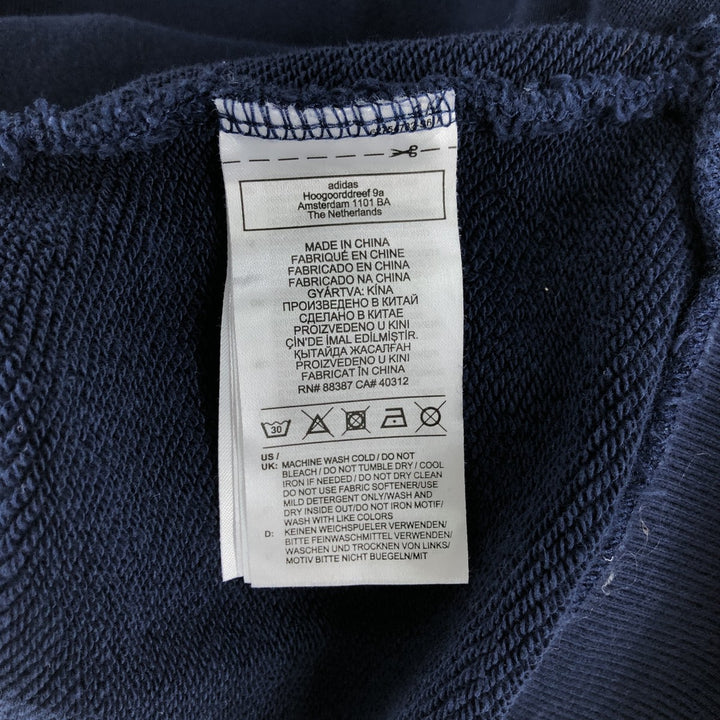 adidas
Hoogoorddreef 9a
Amsterdam 1101 BA
The Netherlands
MADE IN CHINA
FABRIQUÉ EN CHINE
FABRICADO EN CHINA
FABRICADO NA CHINA
GYÁRTVA: KÍNA
ПРОИЗВЕДЕНО В КИТАЙ
СДЕЛАНО В КИТАЕ
PROIZVEDENO U KINI
ÇİN'DE İMAL EDİLMİŞTİR.
ҚЫТАЙДА ЖАСАЛҒАН
PROIZVEDENO U KINI
FABRICAT ÎN CHINA
RN# 88387 CA# 40312
30
US /
UK: MACHINE WASH COLD / DO NOT
BLEACH / DO NOT TUMBLE DRY / COOL
IRON IF NEEDED / DO NOT DRY CLEAN
DO NOT USE FABRIC SOFTENER/USE
MILD DETERGENT ONLY/WASH AND
DRY INSIDE OUT/DO NOT IRON MOTIF/
WASH WITH LIKE COLORS
D: KEINEN WEICHSPUELER VERWENDEN/
BITTE FEINWASCHMITTEL VERWENDEN/
WASCHEN UND TROCKNEN VON LINKS/
MOTIV BITTE NICHT BUEGELN/MIT